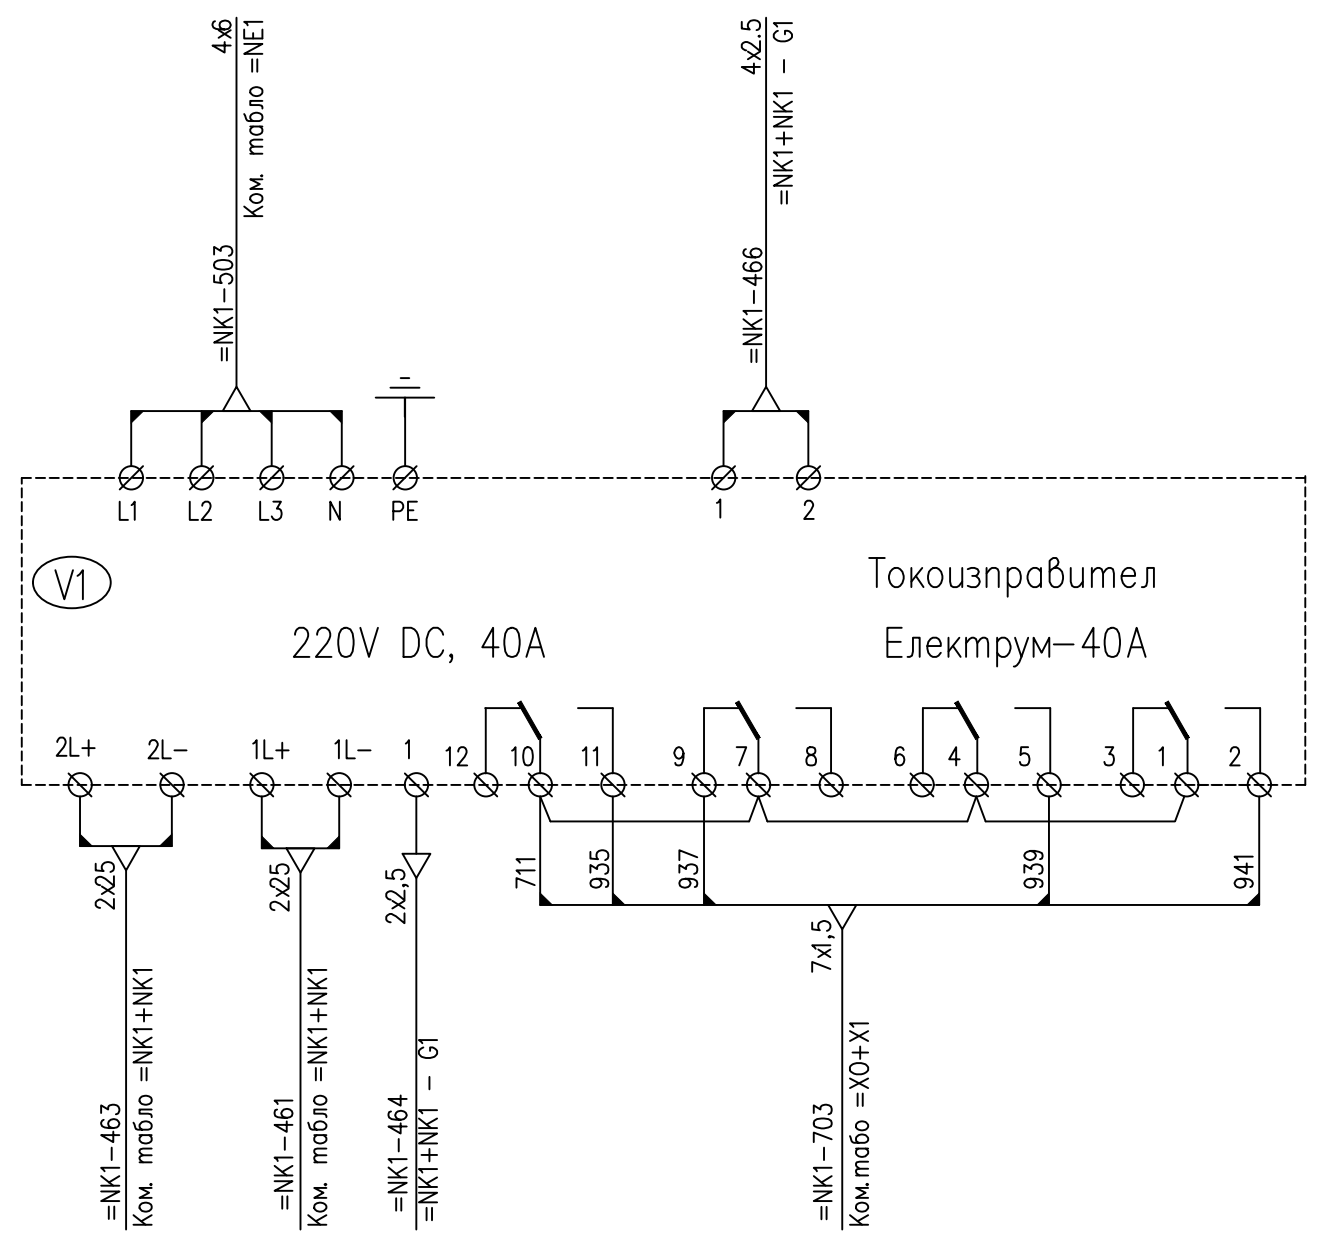 4x6
=NK1-503
Ком. табло =NE1
4x2.5
=NK1-466
=NK1+NK1 - G1
L1
L2
L3
N
PE
1
2
V1
Токоизправител
220V DC, 40A
Електрум-40A
2L+
2L-
1L+
1L-
1
12
10
11
9
7
8
6
4
5
3
1
2
2x25
=NK1-463
Ком. табло =NK1+NK1
2x25
=NK1-461
Ком. табло =NK1+NK1
2x2,5
=NK1-464
=NK1+NK1 - G1
711
935
937
939
941
7x1,5
=NK1-703
Ком.табо =X0+X1